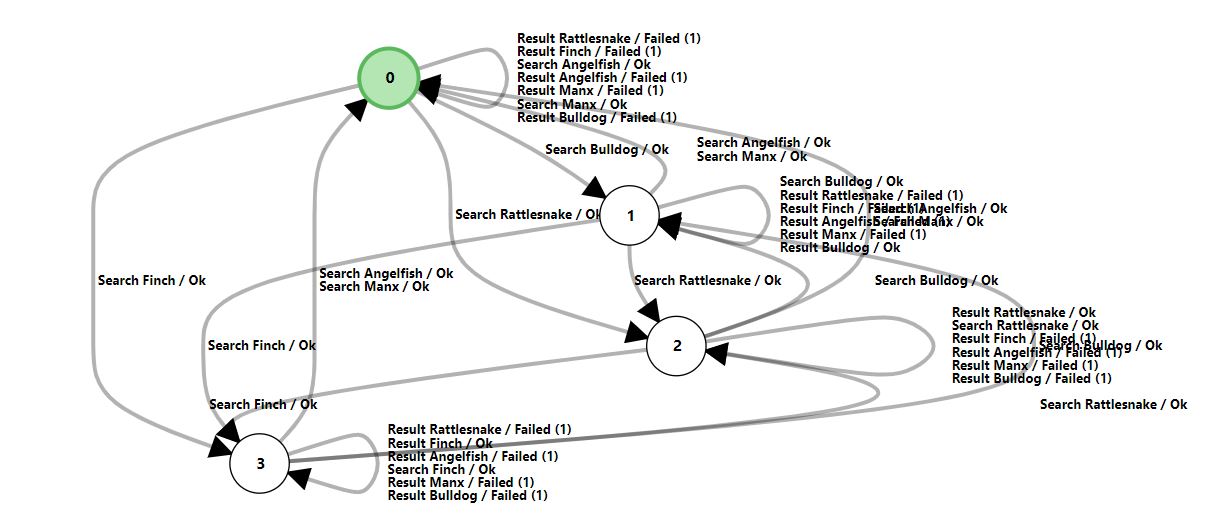 Result Rattlesnake / Failed (1)
Result Finch / Failed (1)
Search Angelfish / Ok
Result Angelfish / Failed (1)
Result Manx / Failed (1)
Search Manx / Ok
Result Bulldog / Failed (1)
0
Search Bulldog / Ok
Search Angelfish / Ok
Search Manx / Ok
Search Bulldog / Ok
Result Rattlesnake / Failed (1)
Result Finch / Failed (1)
Result Angelfish / Failed (1)
Result Manx / Failed (1)
Result Bulldog / Ok
Search Angelfish / Ok
Search Manx / Ok
Search Rattlesnake / Ok
1
Search Finch / Ok
Search Angelfish / Ok
Search Manx / Ok
Search Rattlesnake / Ok
Search Bulldog / Ok
Result Rattlesnake / Ok
Search Rattlesnake / Ok
Result Finch / Failed (1)
Result Angelfish / Failed (1)
Result Manx / Failed (1)
Result Bulldog / Failed (1)
Search Bulldog / Ok
Search Finch / Ok
2
Search Finch / Ok
Search Rattlesnake / Ok
Result Rattlesnake / Failed (1)
Result Finch / Ok
Result Angelfish / Failed (1)
Search Finch / Ok
Result Manx / Failed (1)
Result Bulldog / Failed (1)
3